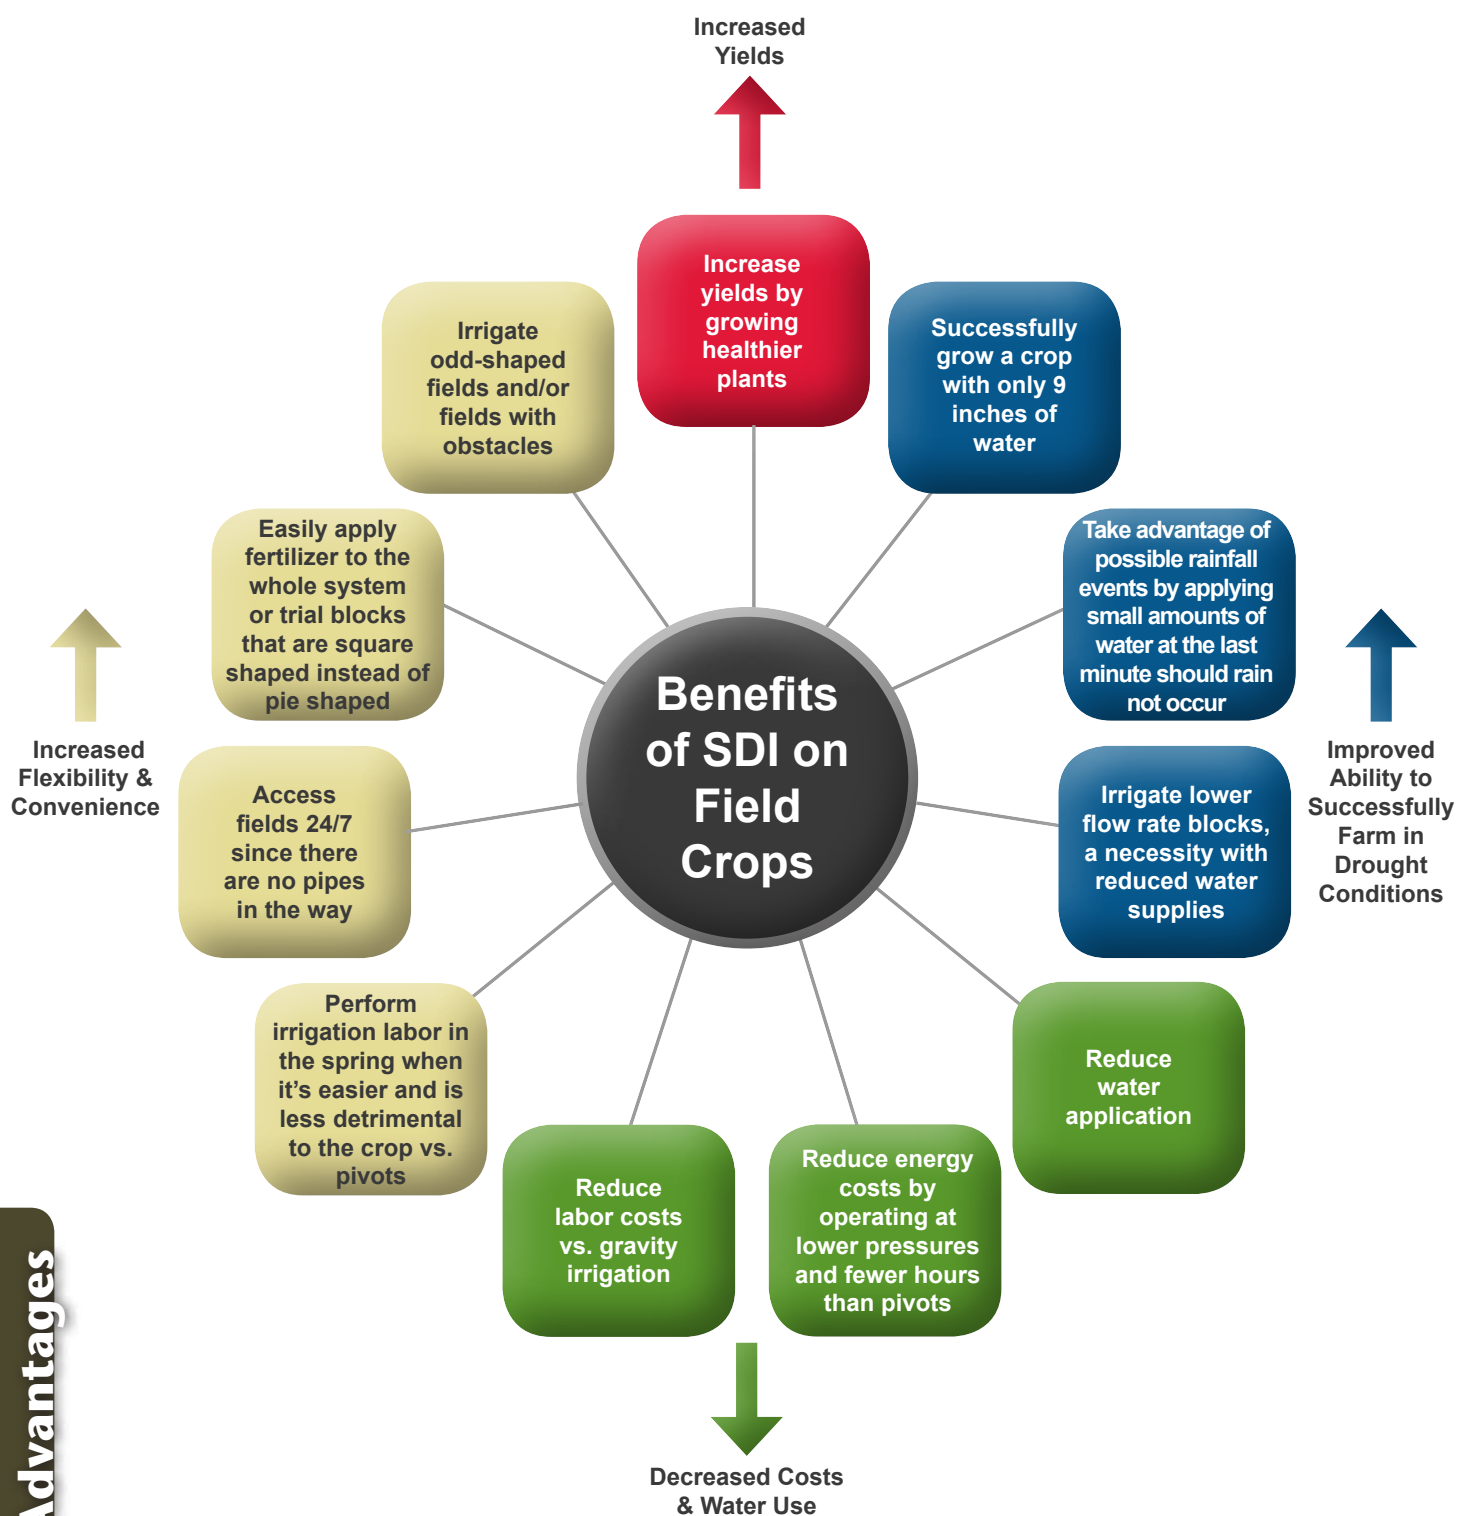 Increased
Yields
Increase
yields by
growing
healthier
plants
Successfully
grow a crop
with only 9
inches of
water
Take advantage of
possible rainfall
events by applying
small amounts of
water at the last
minute should rain
not occur
Improved
Ability to
Successfully
Farm in
Drought
Conditions
Irrigate lower
flow rate blocks,
a necessity with
reduced water
supplies
Reduce
water
application
Reduce energy
costs by
operating at
lower pressures
and fewer hours
than pivots
Decreased Costs
& Water Use
Reduce
labor costs
vs. gravity
irrigation
Perform
irrigation labor in
the spring when
it's easier and is
less detrimental
to the crop vs.
pivots
Access
fields 24/7
since there
are no pipes
in the way
Increased
Flexibility &
Convenience
Easily apply
fertilizer to the
whole system
or trial blocks
that are square
shaped instead of
pie shaped
Irrigate
odd-shaped
fields and/or
fields with
obstacles
Benefits
of SDI on
Field
Crops
Advantages